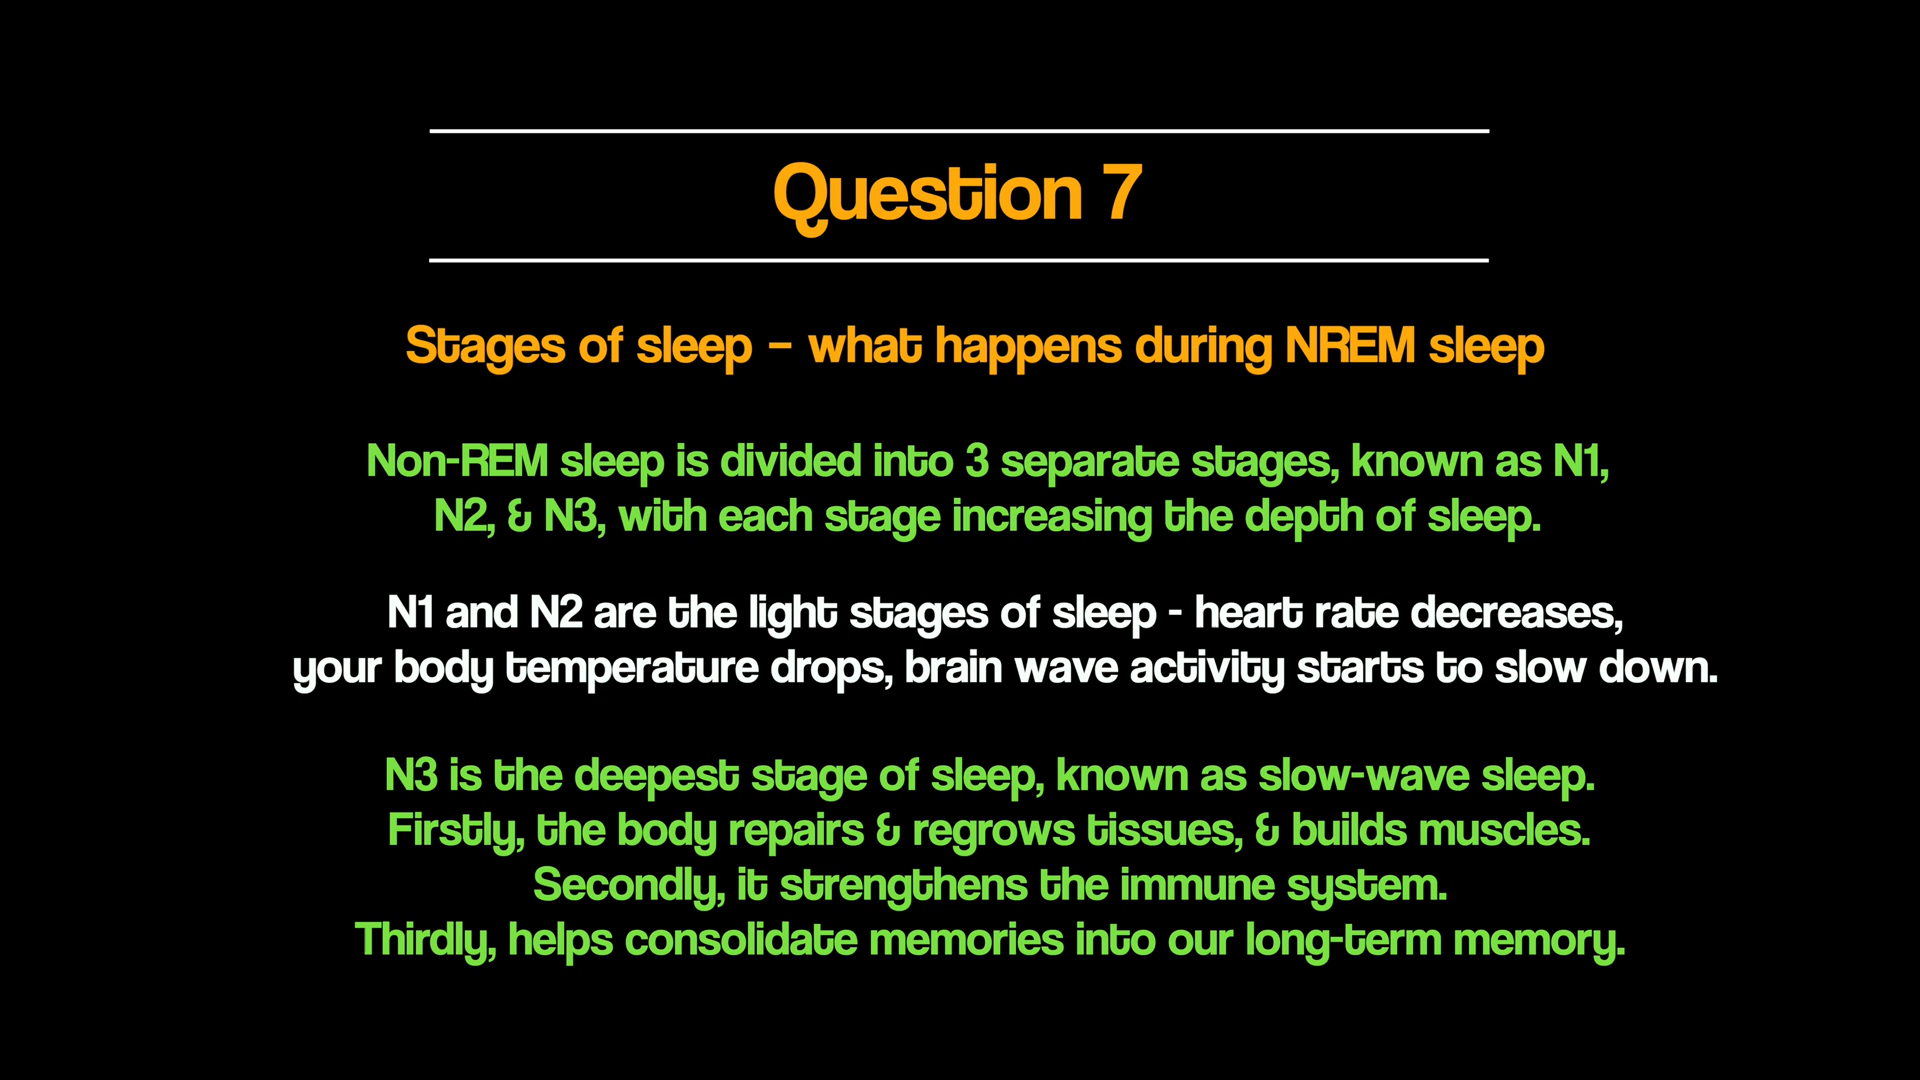 Question 7
Stages of sleep – what happens during NREM sleep
Non-REM sleep is divided into 3 separate stages, known as N1,
N2, & N3, with each stage increasing the depth of sleep.
N1 and N2 are the light stages of sleep - heart rate decreases,
your body temperature drops, brain wave activity starts to slow down.
N3 is the deepest stage of sleep, known as slow-wave sleep.
Firstly, the body repairs & regrows tissues, & builds muscles.
Secondly, it strengthens the immune system.
Thirdly, helps consolidate memories into our long-term memory.